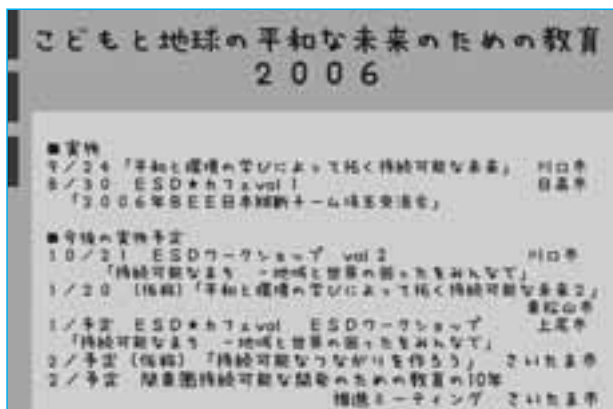 こどもと地球の平和な未来のための教育
2006
■実施
9/24「平和と環境の学びによって拓く持続可能な未来」 川口市
8/30 ESD★カフェvol 1 日高市
「2006年BEE日本縦断チーム埼玉交流会」
■今後の実施予定
10/21 ESDワークショップ vol 2 川口市
「持続可能なまち -地域と世界の困ったをみんなで」
1/20 (仮称)「平和と環境の学びによって拓く持続可能な未来2」
東松山市
1/予定 ESD★カフェvol ESDワークショップ 上尾市
「持続可能なまち -地域と世界の困ったをみんなで」
2/予定(仮称)「持続可能なつながりを作ろう」 さいたま市
2/予定 関東圏持続可能な開発のための教育の10年
推進ミーティング さいたま市